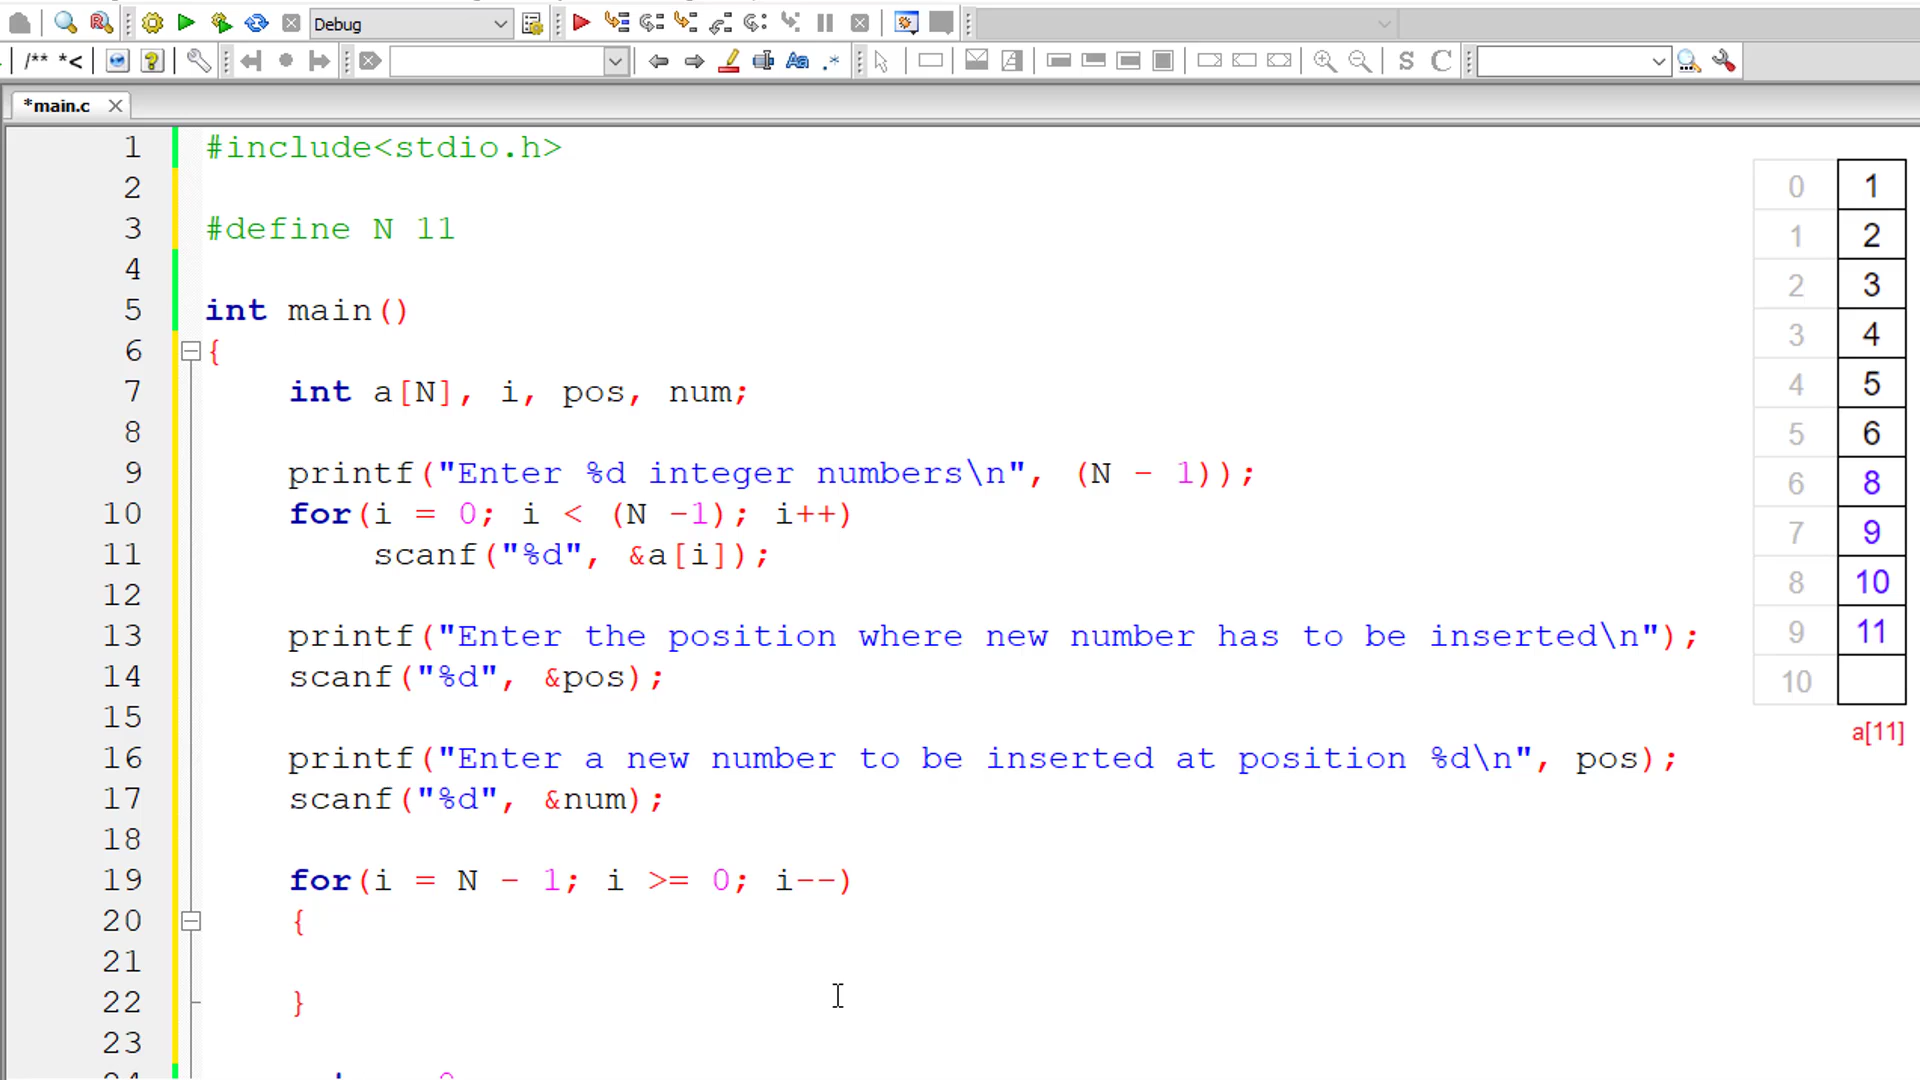 Debug
/** *<
Aa .* S C
*main.c
1 #include<stdio.h>
2
3 #define N 11
4
5 int main()
6 {
7 int a[N], i, pos, num;
8
9 printf("Enter %d integer numbers\n", (N - 1));
10 for(i = 0; i < (N -1); i++)
11 scanf("%d", &a[i]);
12
13 printf("Enter the position where new number has to be inserted\n");
14 scanf("%d", &pos);
15
16 printf("Enter a new number to be inserted at position %d\n", pos);
17 scanf("%d", &num);
18
19 for(i = N - 1; i >= 0; i--)
20 {
21
22 }
23
0 1
1 2
2 3
3 4
4 5
5 6
6 8
7 9
8 10
9 11
10
a[11]